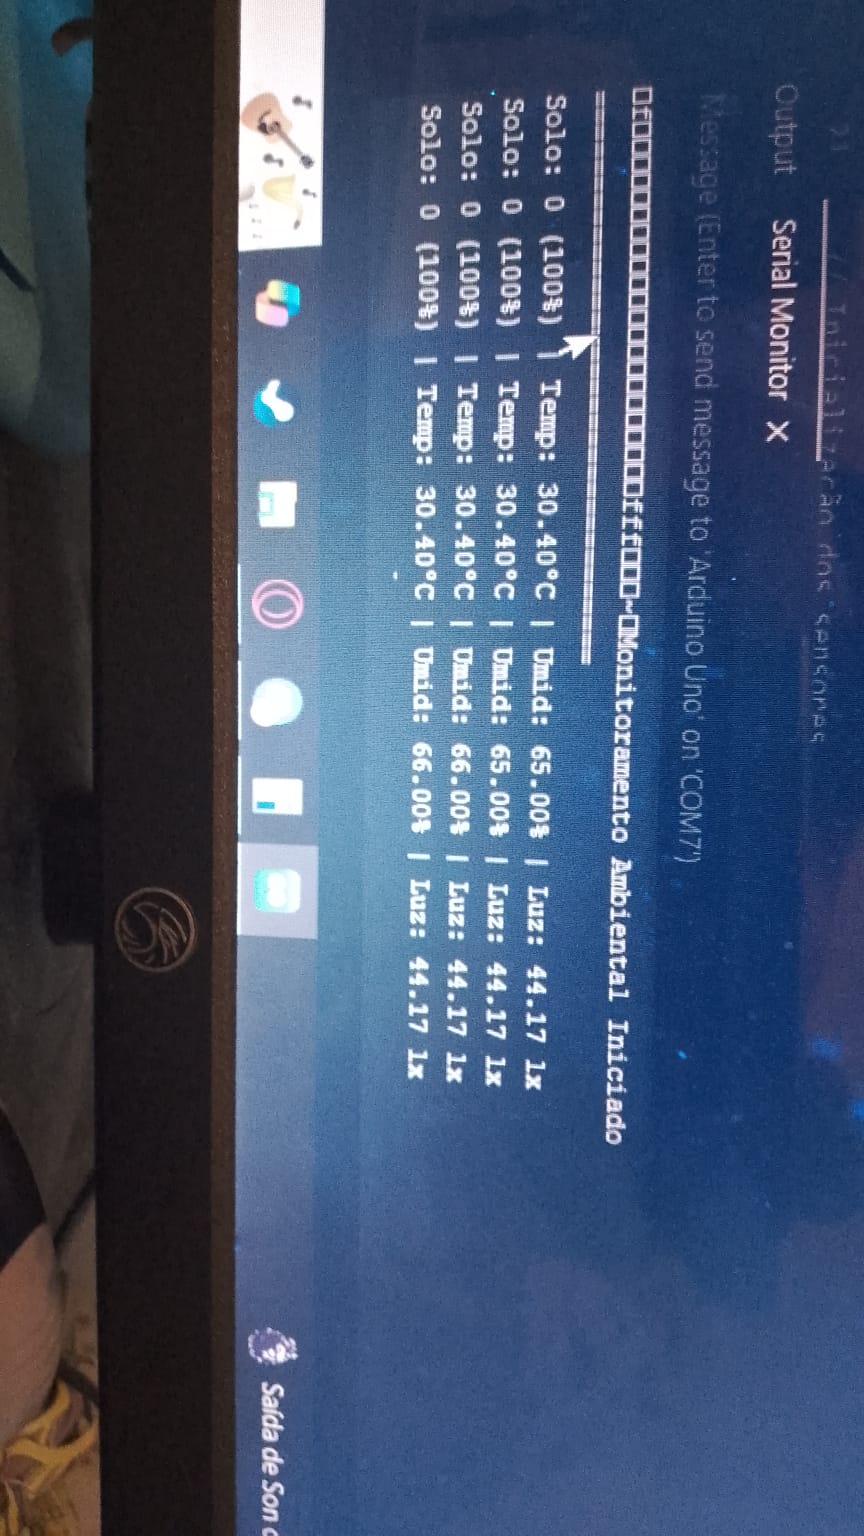 21 // Inicialização dos sensores
Output Serial Monitor X
Message (Enter to send message to 'Arduino Uno' on 'COM7')
▯f▯▯▯▯▯▯▯▯▯▯▯▯▯▯▯▯▯▯▯▯▯▯▯▯▯▯▯▯▯fff▯▯▯~▯Monitoramento Ambiental Iniciado
========================================
Solo: 0 (100%) | Temp: 30.40°C | Umid: 65.00% | Luz: 44.17 lx
Solo: 0 (100%) | Temp: 30.40°C | Umid: 65.00% | Luz: 44.17 lx
Solo: 0 (100%) | Temp: 30.40°C | Umid: 66.00% | Luz: 44.17 lx
Solo: 0 (100%) | Temp: 30.40°C | Umid: 66.00% | Luz: 44.17 lx
Saída de Son